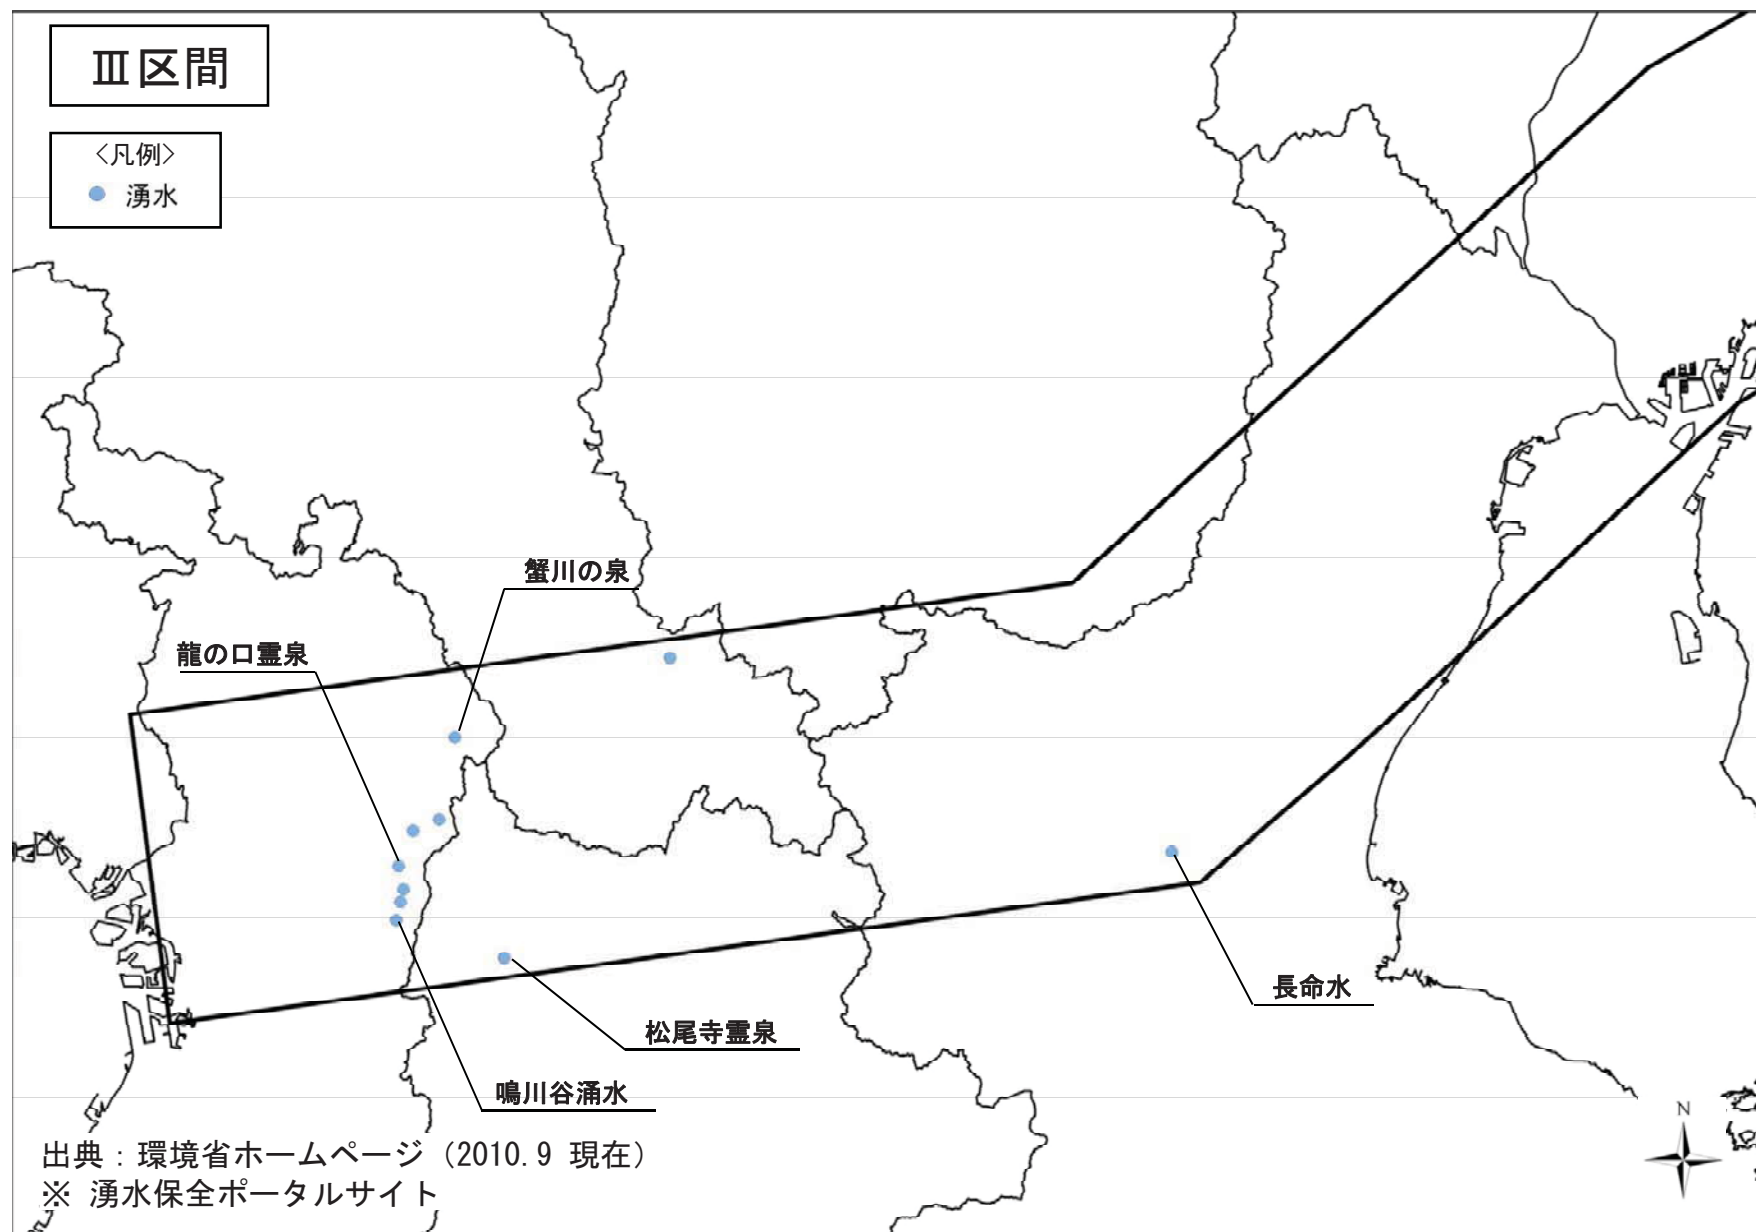 Ⅲ区間
<凡例>
湧水
蟹川の泉
龍の口霊泉
長命水
松尾寺霊泉
鳴川谷涌水
N
出典：環境省ホームページ（2010.9 現在）
※ 湧水保全ポータルサイト